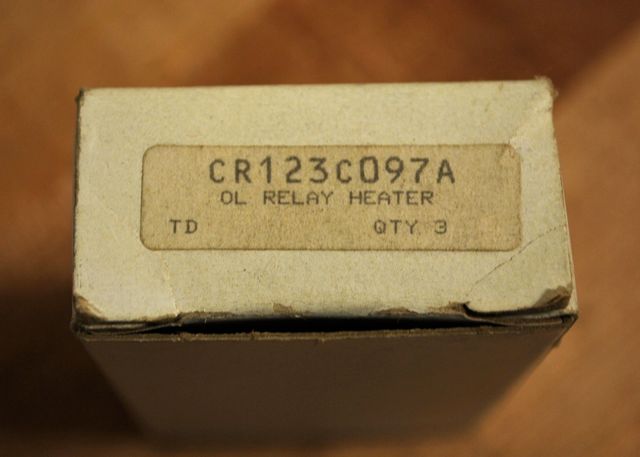 CR123C097A
OL RELAY HEATER
TD QTY 3